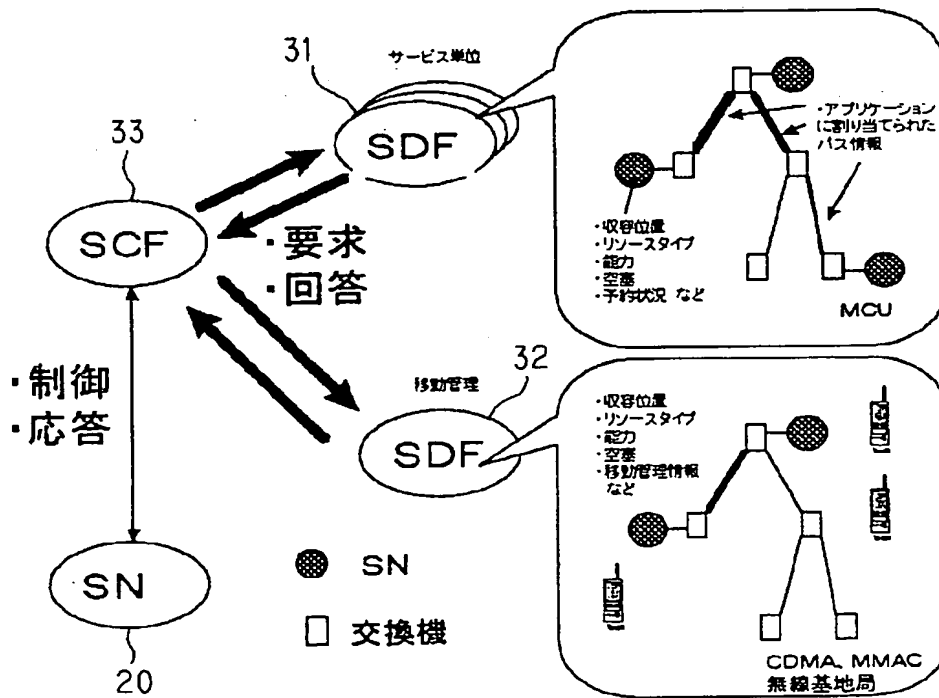 31
サービス単位
SDF
33
SCF
・要求
・回答
・制御
・応答
移動管理
32
SDF
SN
20
SN
交換機
・アプリケーション
に割り当てられた
パス情報
・収容位置
・リソースタイプ
・能力
・空塞
・予約状況 など
MCU
・収容位置
・リソースタイプ
・能力
・空塞
・移動管理情報
など
CDMA、MMAC
無線基地局